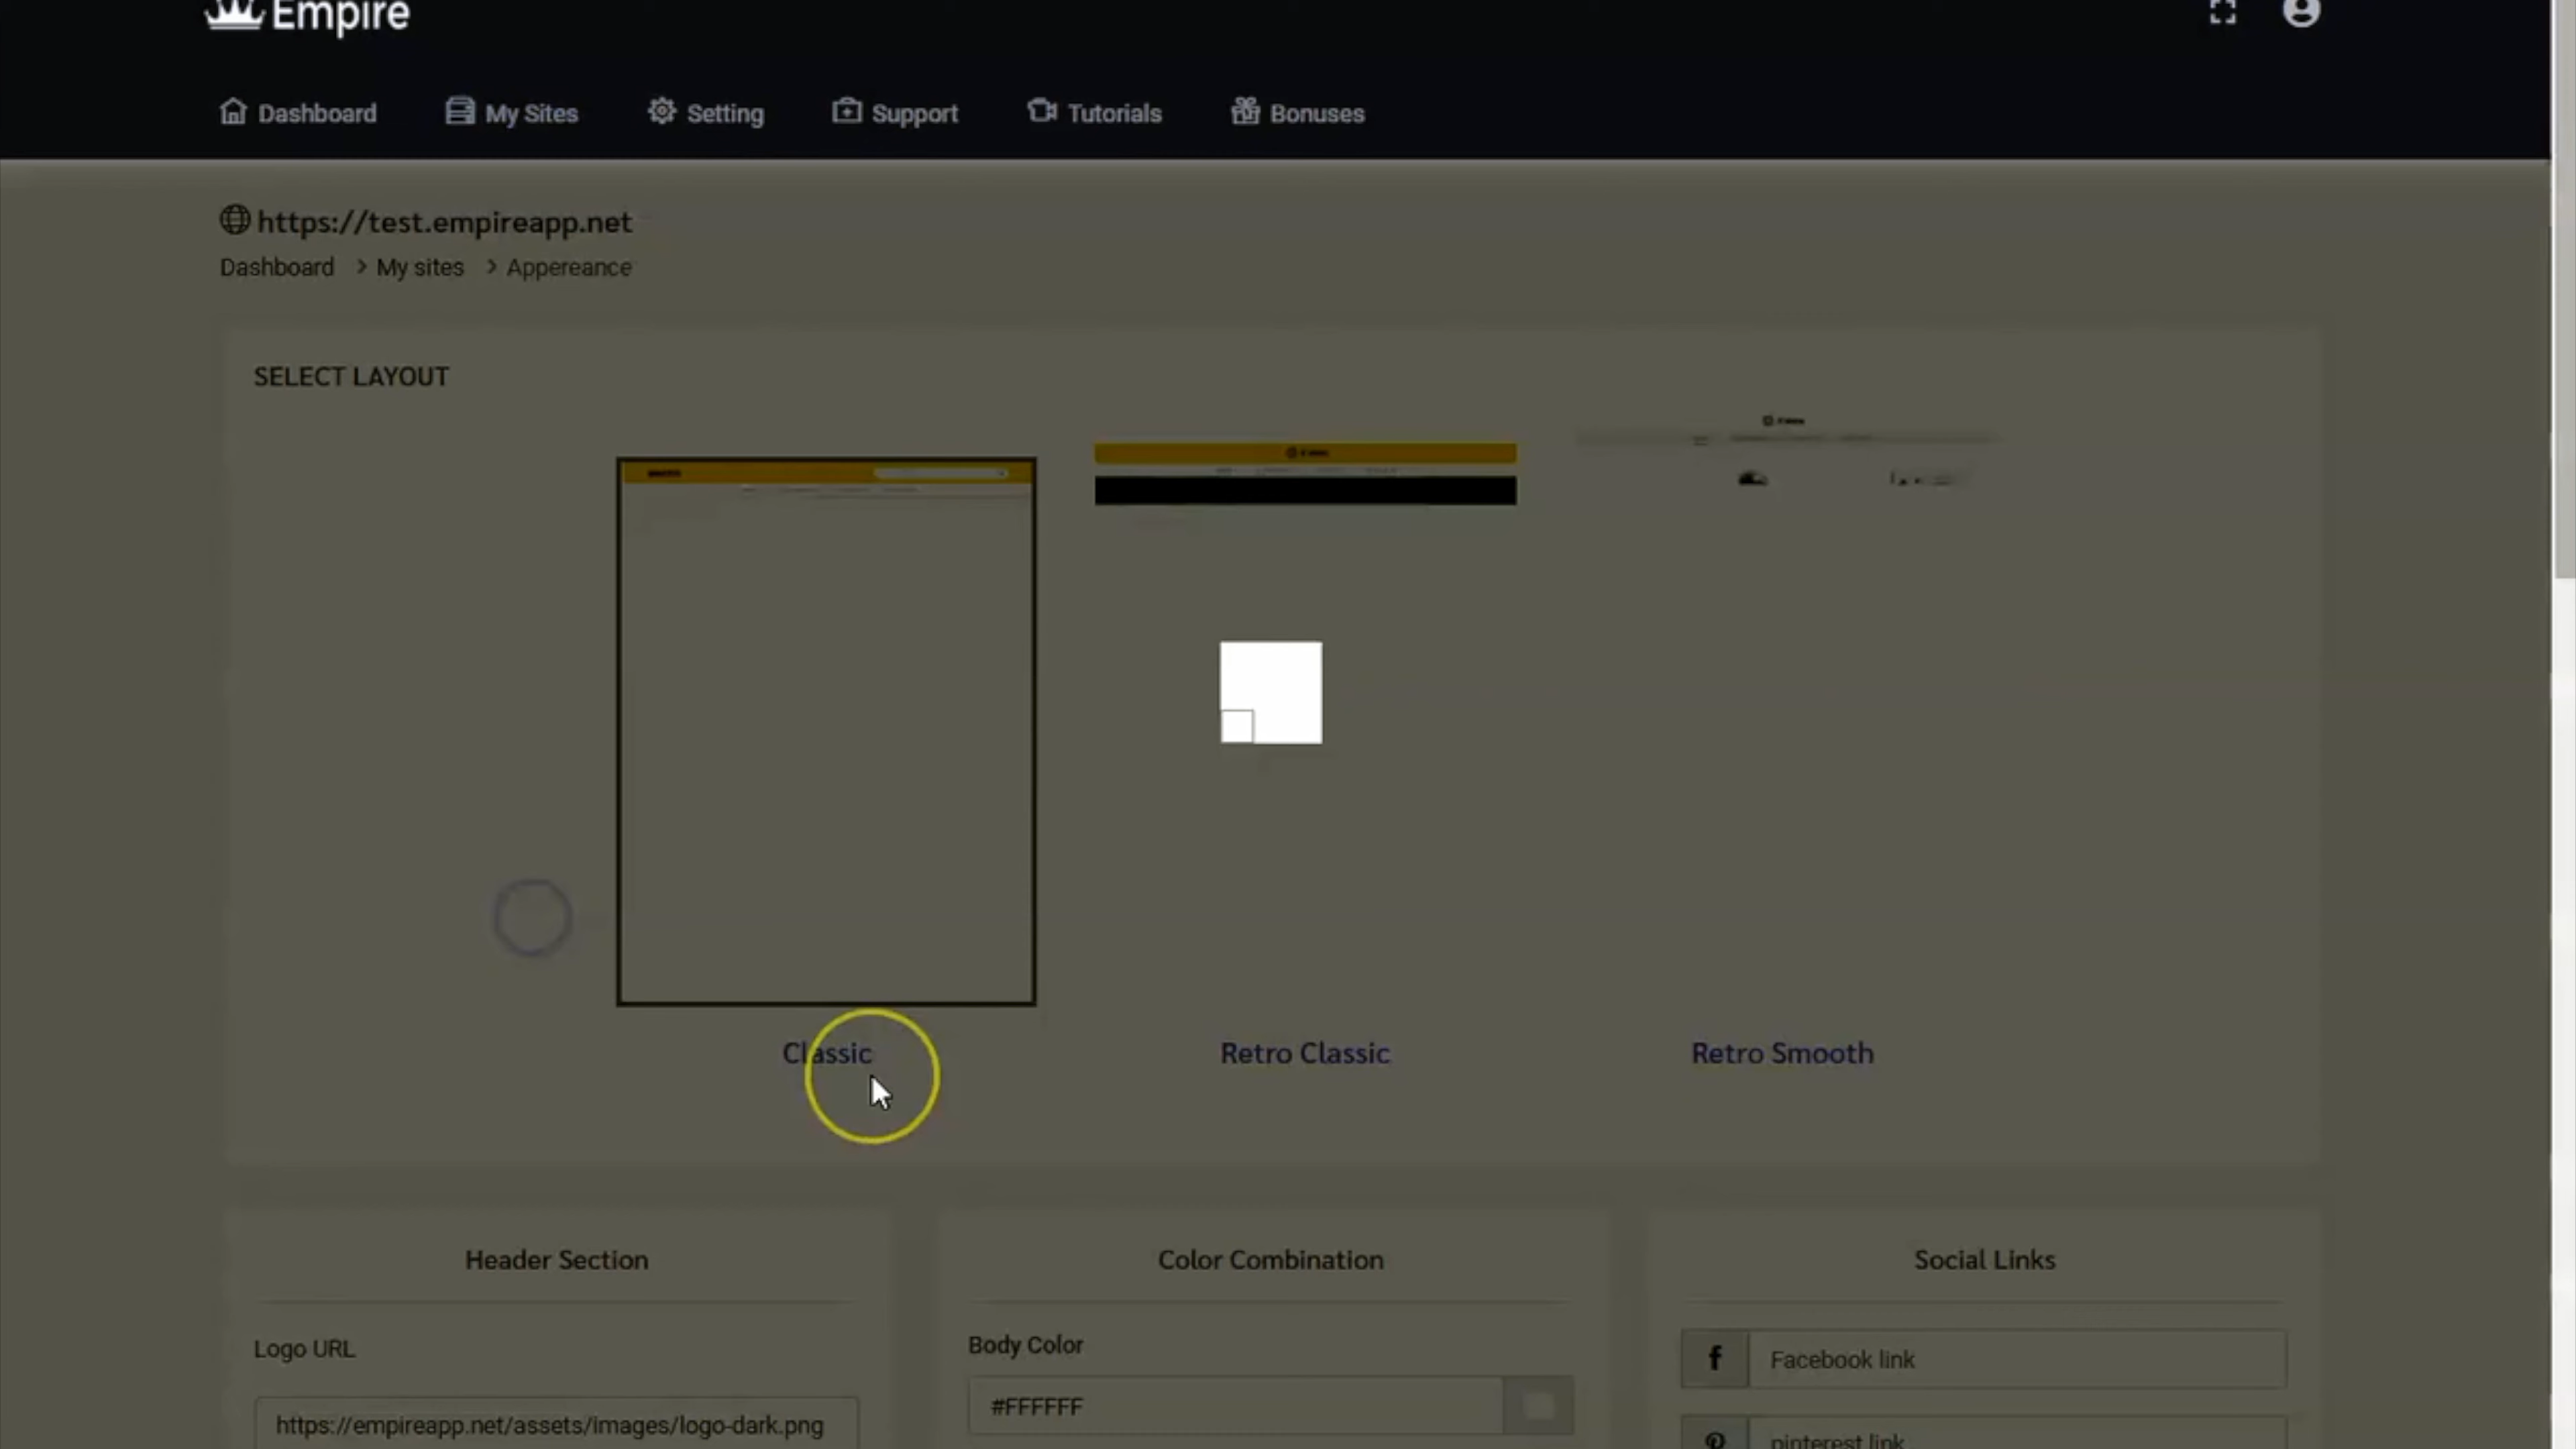 Empire
Dashboard My Sites Setting Support Tutorials Bonuses
https://test.empireapp.net
Dashboard > My sites > Appereance
SELECT LAYOUT
Classic Retro Classic Retro Smooth
Header Section
Logo URL
https://empireapp.net/assets/images/logo-dark.png
Color Combination
Body Color
#FFFFFF
Social Links
Facebook link
pinterest link